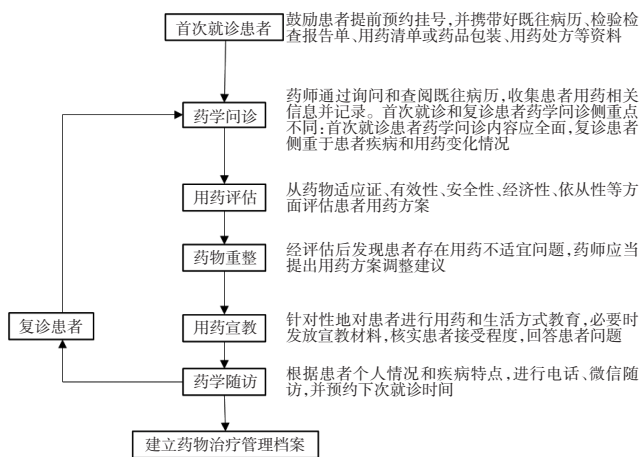 首次就诊患者
鼓励患者提前预约挂号,并携带好既往病历、检验检
查报告单、用药清单或药品包装、用药处方等资料
药学问诊
药师通过询问和查阅既往病历,收集患者用药相关
信息并记录。首次就诊和复诊患者药学问诊侧重点
不同:首次就诊患者药学问诊内容应全面,复诊患者
侧重于患者疾病和用药变化情况
用药评估
从药物适应证、有效性、安全性、经济性、依从性等方
面评估患者用药方案
药物重整
经评估后发现患者存在用药不适宜问题,药师应当
提出用药方案调整建议
复诊患者
用药宣教
针对性地对患者进行用药和生活方式教育,必要时
发放宣教材料,核实患者接受程度,回答患者问题
药学随访
根据患者个人情况和疾病特点,进行电话、微信随
访,并预约下次就诊时间
建立药物治疗管理档案